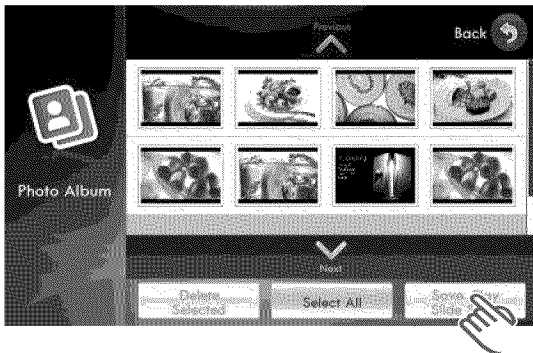 Previous
Back
Photo Album
Next
Delete
Selected
Select All
Save
Slide